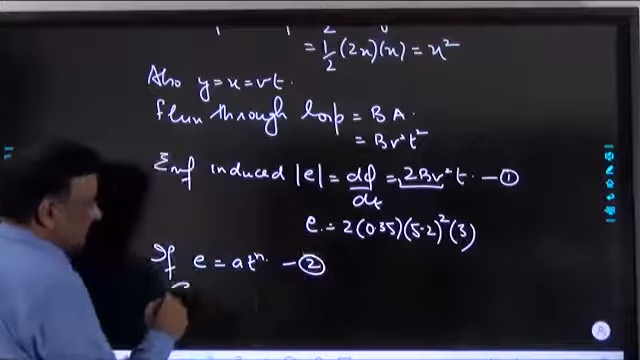 = 1/2 (2x)(x) = x²
Also y = x = vt.
Flux through loop = BA.
= Bv²t²
Emf induced |e| = dφ/dt = 2Bv²t. — ①
e = 2(0.35)(5.2)²(3)
If e = atⁿ. — ②